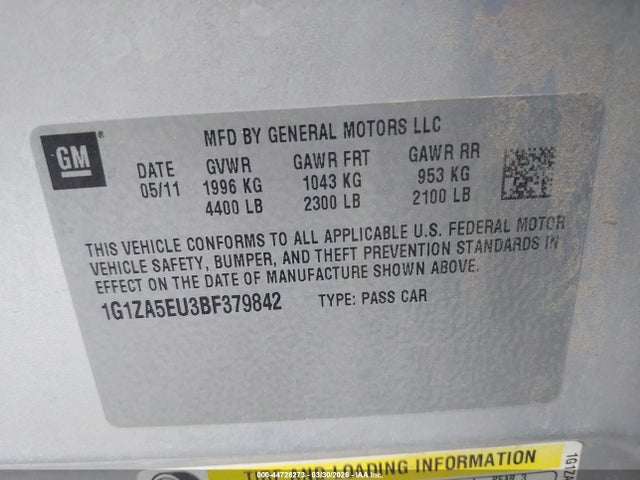 GM ®
MFD BY GENERAL MOTORS LLC
DATE GVWR GAWR FRT GAWR RR
05/11 1996 KG 1043 KG 953 KG
4400 LB 2300 LB 2100 LB
THIS VEHICLE CONFORMS TO ALL APPLICABLE U.S. FEDERAL MOTOR
VEHICLE SAFETY, BUMPER, AND THEFT PREVENTION STANDARDS IN
EFFECT ON THE DATE OF MANUFACTURE SHOWN ABOVE.
1G1ZA5EU3BF379842 TYPE: PASS CAR
LOADING INFORMATION
REAR 3
1G1ZA
000-44728273 - 03/30/2026 - IAA Inc.